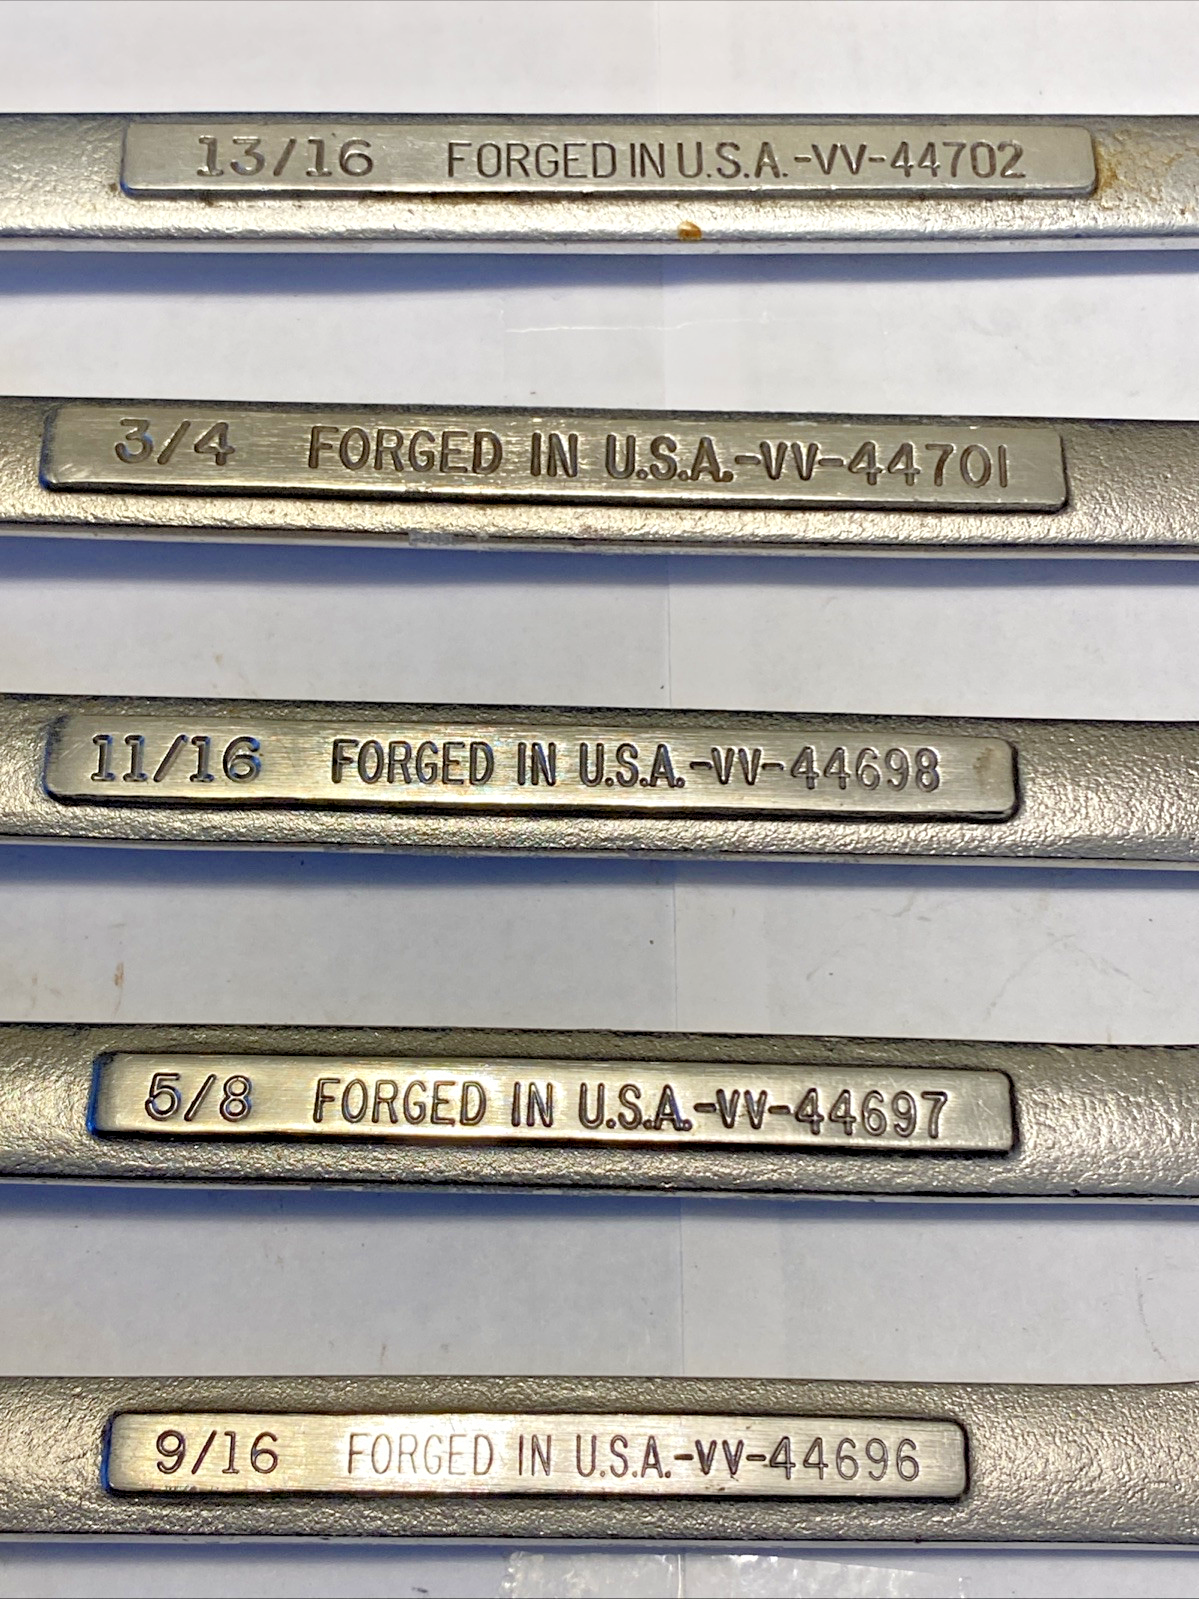 13/16 FORGED IN U.S.A.-VV-44702
3/4 FORGED IN U.S.A.-VV-44701
11/16 FORGED IN U.S.A.-VV-44698
5/8 FORGED IN U.S.A.-VV-44697
9/16 FORGED IN U.S.A.-VV-44696